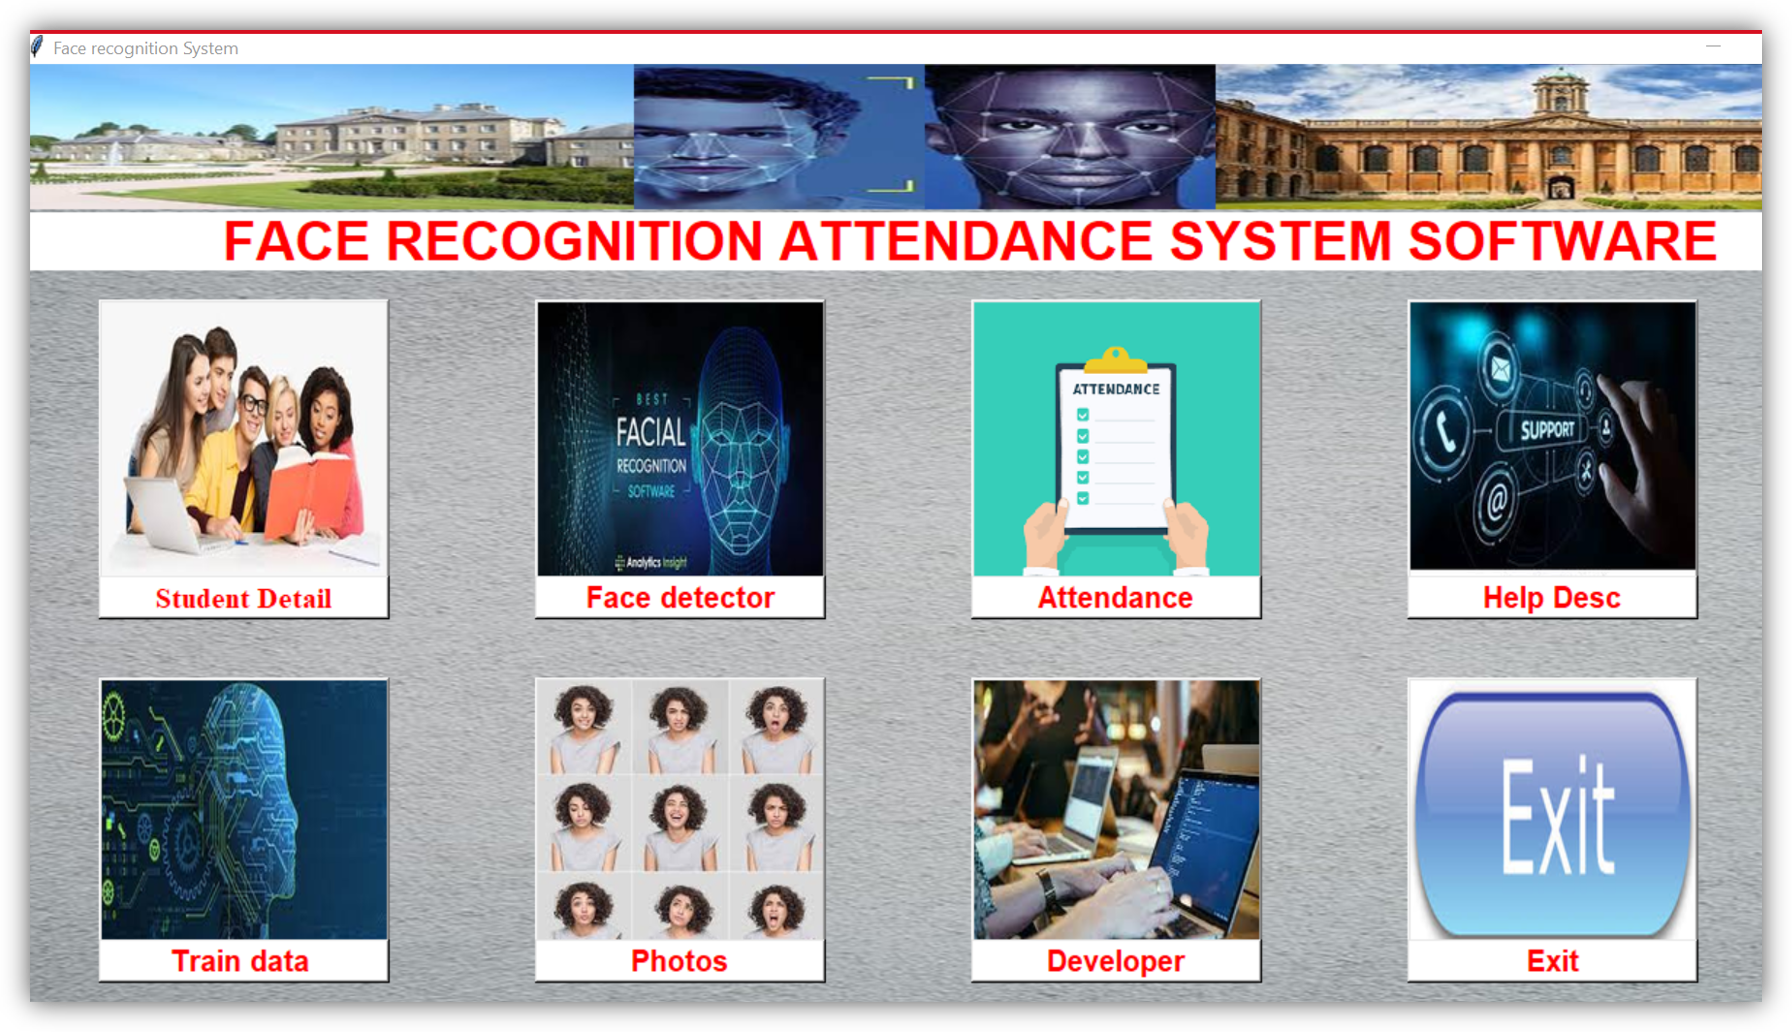 Face recognition System
FACE RECOGNITION ATTENDANCE SYSTEM SOFTWARE
BEST
FACIAL
RECOGNITION
SOFTWARE
Analytics Insight
ATTENDANCE
SUPPORT
Student Detail
Face detector
Attendance
Help Desc
Exit
Train data
Photos
Developer
Exit